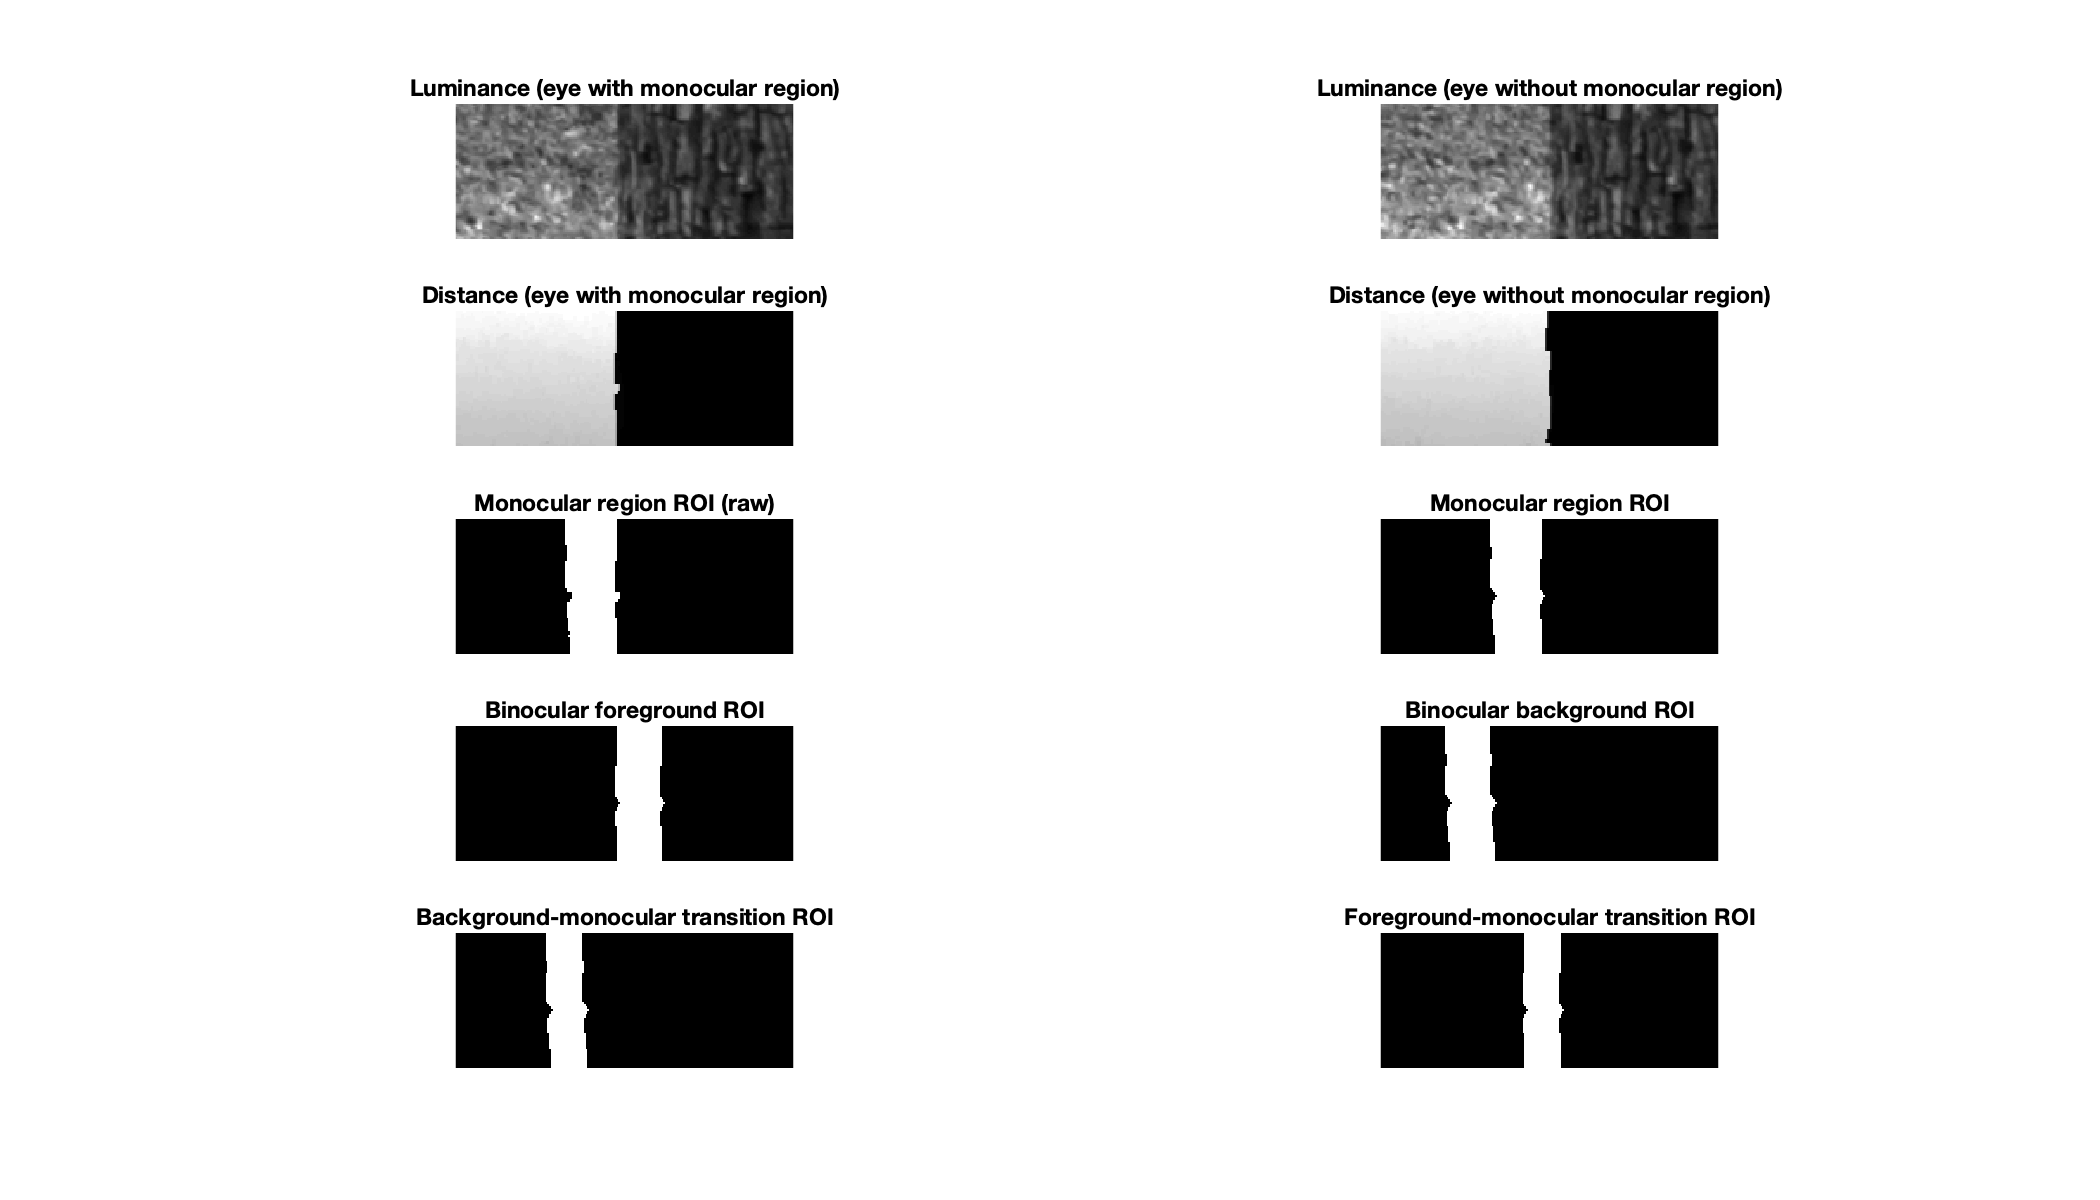 Luminance (eye with monocular region)
Luminance (eye without monocular region)
Distance (eye with monocular region)
Distance (eye without monocular region)
Monocular region ROI (raw)
Monocular region ROI
Binocular foreground ROI
Binocular background ROI
Background-monocular transition ROI
Foreground-monocular transition ROI